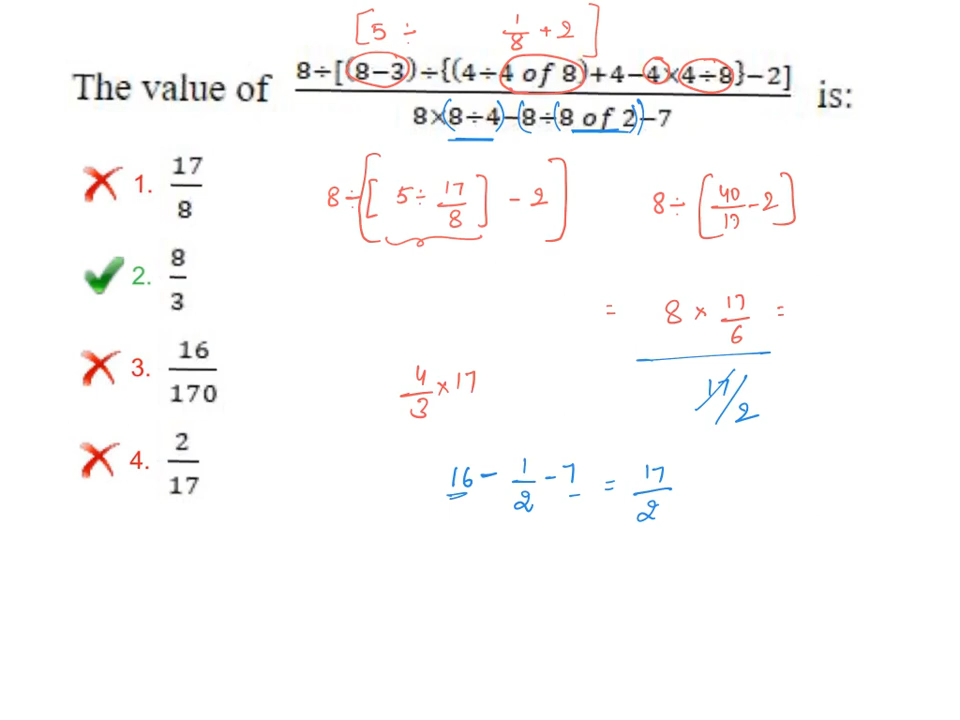 [5 ÷ 1/8 + 2]
The value of 8÷[(8−3)÷{(4÷4 of 8)+4−4×4÷8}−2] / 8×(8÷4)−(8÷(8 of 2))−7 is:
1. 17/8
8÷[[5÷ 17/8] − 2]
8÷[40/17 − 2]
2. 8/3
= 8 × 17/6 =
17/2
3. 16/170
4/3 × 17
4. 2/17
16 − 1/2 − 7 = 17/2